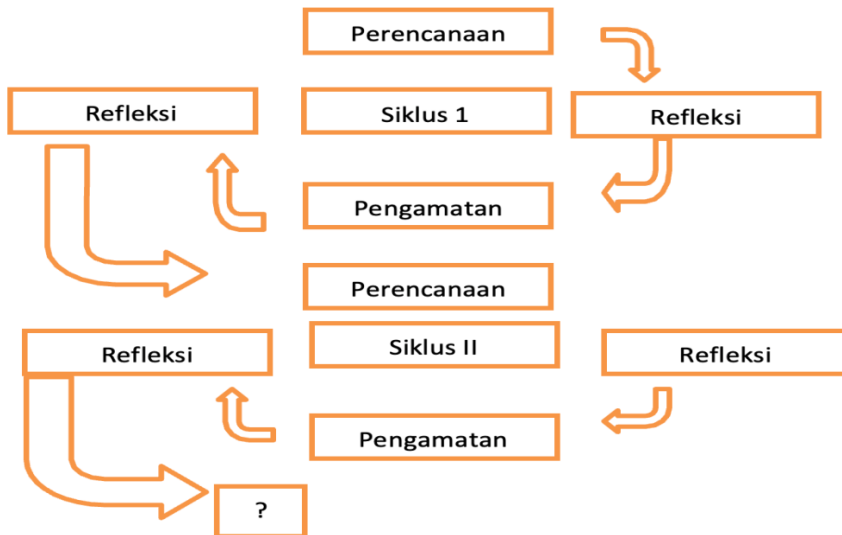 Perencanaan
Refleksi
Siklus 1
Refleksi
Pengamatan
Perencanaan
Refleksi
Siklus II
Refleksi
Pengamatan
?